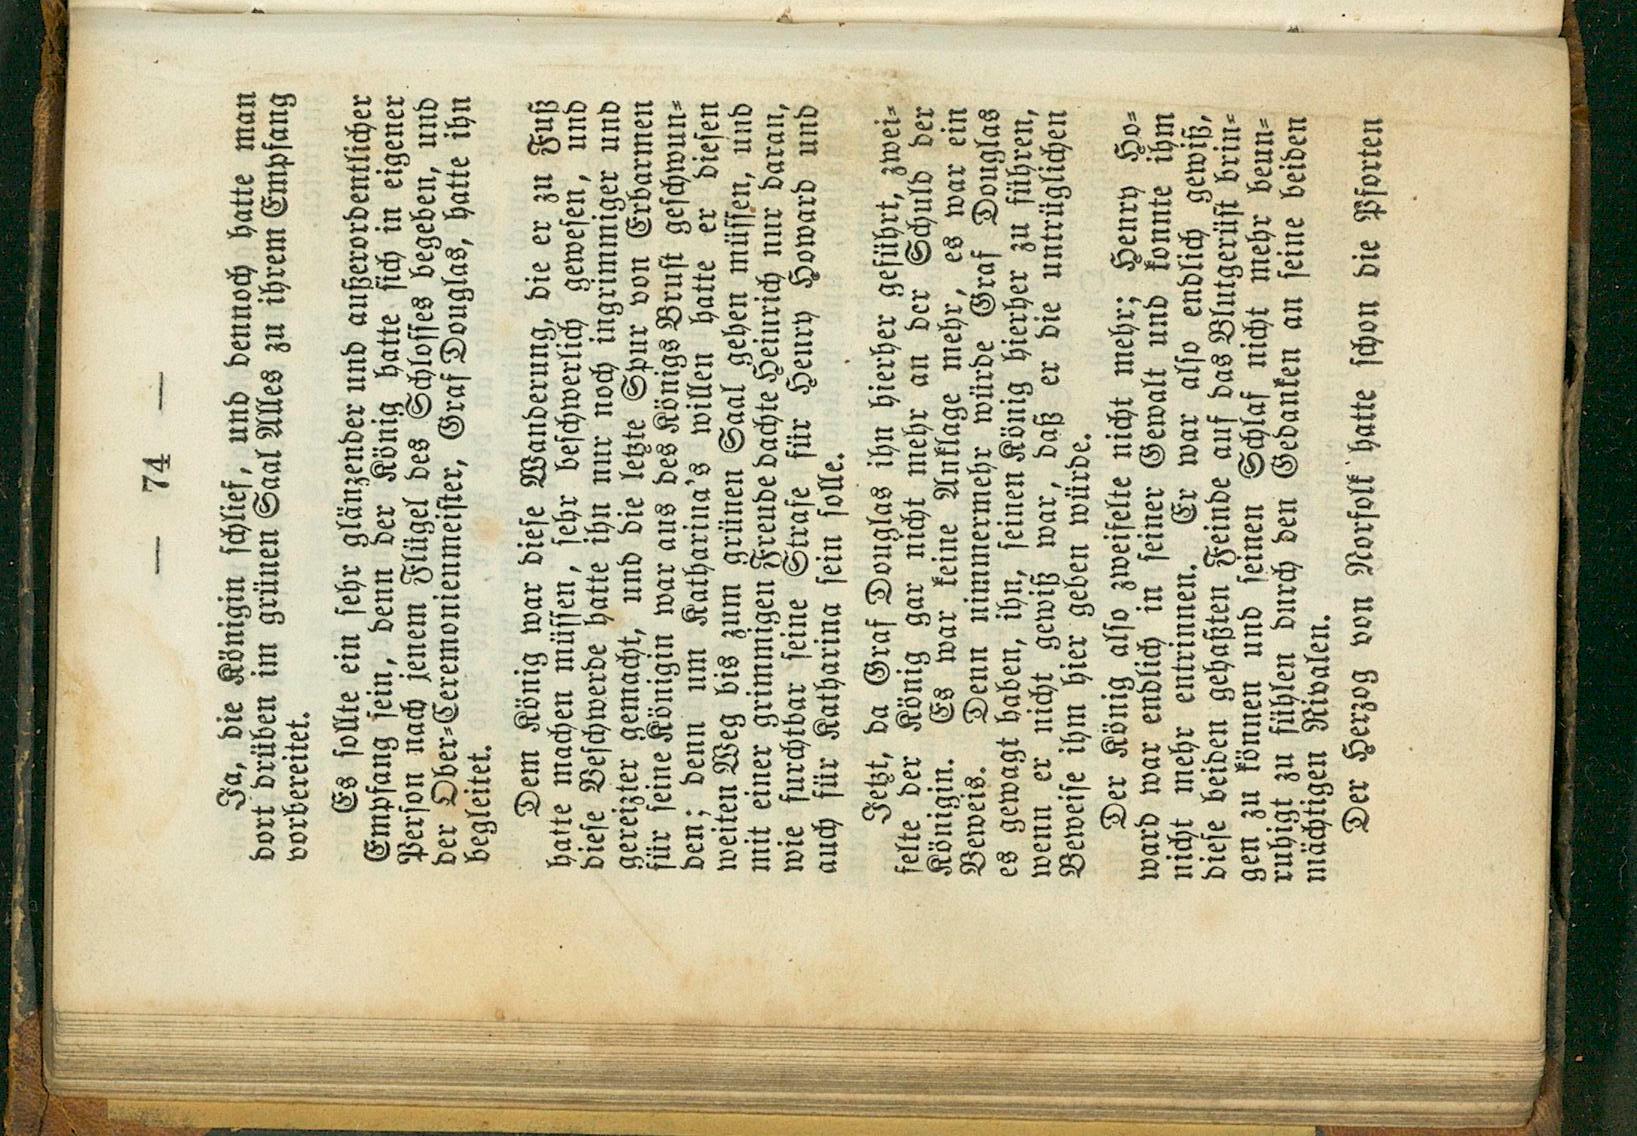 — 74 —
Ja, die Königin schlief, und dennoch hatte man
dort drüben im grünen Saal Alles zu ihrem Empfang
vorbereitet.
Es sollte ein sehr glänzender und außerordentlicher
Empfang sein, denn der König hatte sich in eigener
Person nach jenem Flügel des Schlosses begeben, und
der Ober-Ceremonienmeister, Graf Douglas, hatte ihn
begleitet.
Dem König war diese Wanderung, die er zu Fuß
hatte machen müssen, sehr beschwerlich gewesen, und
diese Beschwerde hatte ihn nur noch ingrimmiger und
gereizter gemacht, und die letzte Spur von Erbarmen
für seine Königin war aus des Königs Brust geschwun-
den; denn um Katharina's willen hatte er diesen
weiten Weg bis zum grünen Saal gehen müssen, und
mit einer grimmigen Freude dachte Heinrich nur daran,
wie furchtbar seine Strafe für Henry Howard und
auch für Katharina sein solle.
Jetzt, da Graf Douglas ihn hierher geführt, zwei-
felte der König gar nicht mehr an der Schuld der
Königin. Es war keine Anklage mehr, es war ein
Beweis. Denn nimmermehr würde Graf Douglas
es gewagt haben, ihn, seinen König hierher zu führen,
wenn er nicht gewiß war, daß er die untrüglichen
Beweise ihm hier geben würde.
Der König also zweifelte nicht mehr; Henry Ho-
ward war endlich in seiner Gewalt und konnte ihm
nicht mehr entrinnen. Er war also endlich gewiß,
diese beiden gehaßten Feinde auf das Blutgerüst brin-
gen zu können und seinen Schlaf nicht mehr beun-
ruhigt zu fühlen durch den Gedanken an seine beiden
mächtigen Rivalen.
Der Herzog von Norfolk hatte schon die Pforten